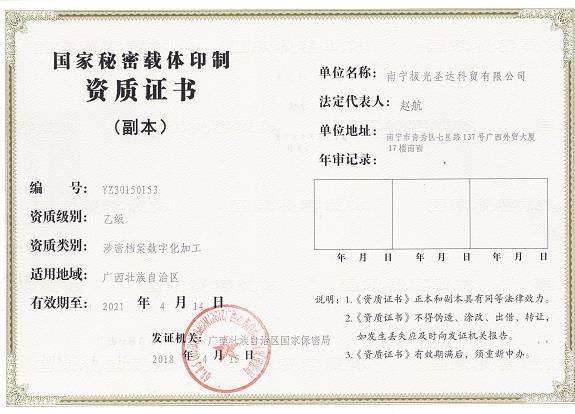 国家秘密载体印制
资质证书
（副本）
编 号： YZ30150153
资质级别： 乙级
资质类别： 涉密档案数字化加工
适用地域： 广西壮族自治区
有效期至： 2021 年 4 月 14 日
发证机关： 广西壮族自治区国家保密局
2018 年 4 月 15 日
单位名称： 南宁极光圣达科贸有限公司
法定代表人： 赵航
单位地址： 南宁市青秀区七星路137号广西外贸大厦
17楼南面
年审记录：
年 月 日 年 月 日 年 月 日
说明：1.《资质证书》正本和副本具有同等法律效力。
2.《资质证书》不得伪造、涂改、出借、转让，
如发生丢失应及时向发证机关报告。
3.《资质证书》有效期满后，须重新申办。